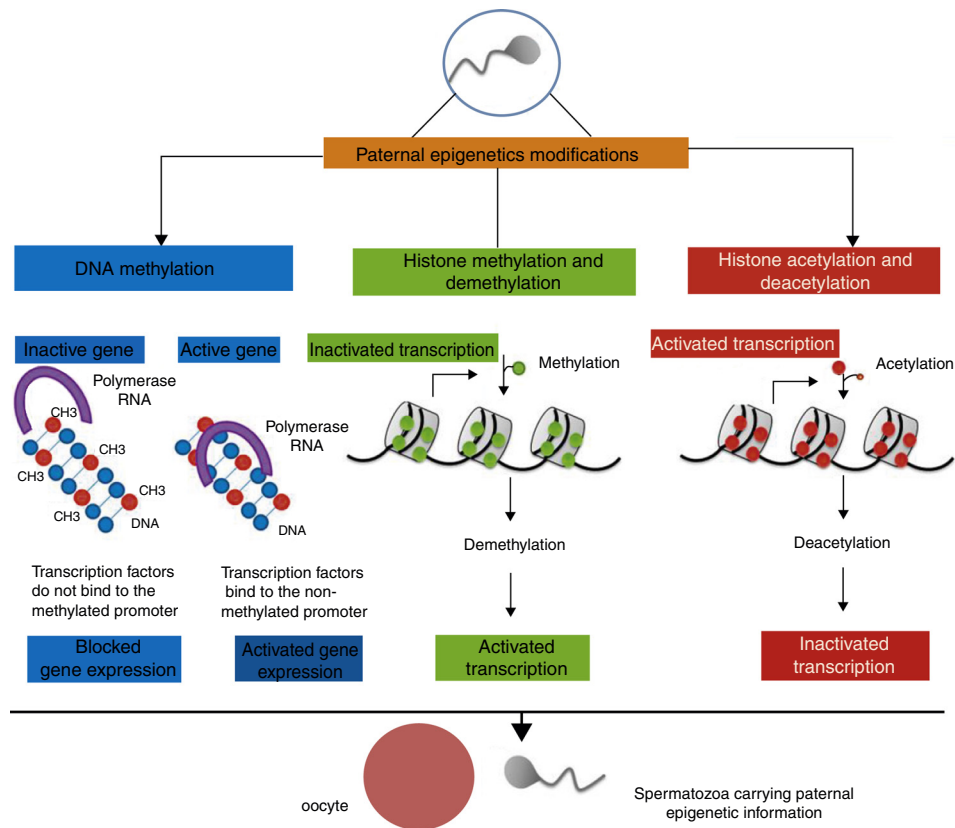 Paternal epigenetics modifications
DNA methylation
Histone methylation and
demethylation
Histone acetylation and
deacetylation
Inactive gene
Active gene
Inactivated transcription
Methylation
Activated transcription
Acetylation
Polymerase
RNA
CH3
CH3
CH3
CH3
CH3
DNA
Polymerase
RNA
DNA
Demethylation
Deacetylation
Transcription factors
do not bind to the
methylated promoter
Transcription factors
bind to the non-
methylated promoter
Blocked
gene expression
Activated gene
expression
Activated
transcription
Inactivated
transcription
oocyte
Spermatozoa carrying paternal
epigenetic information